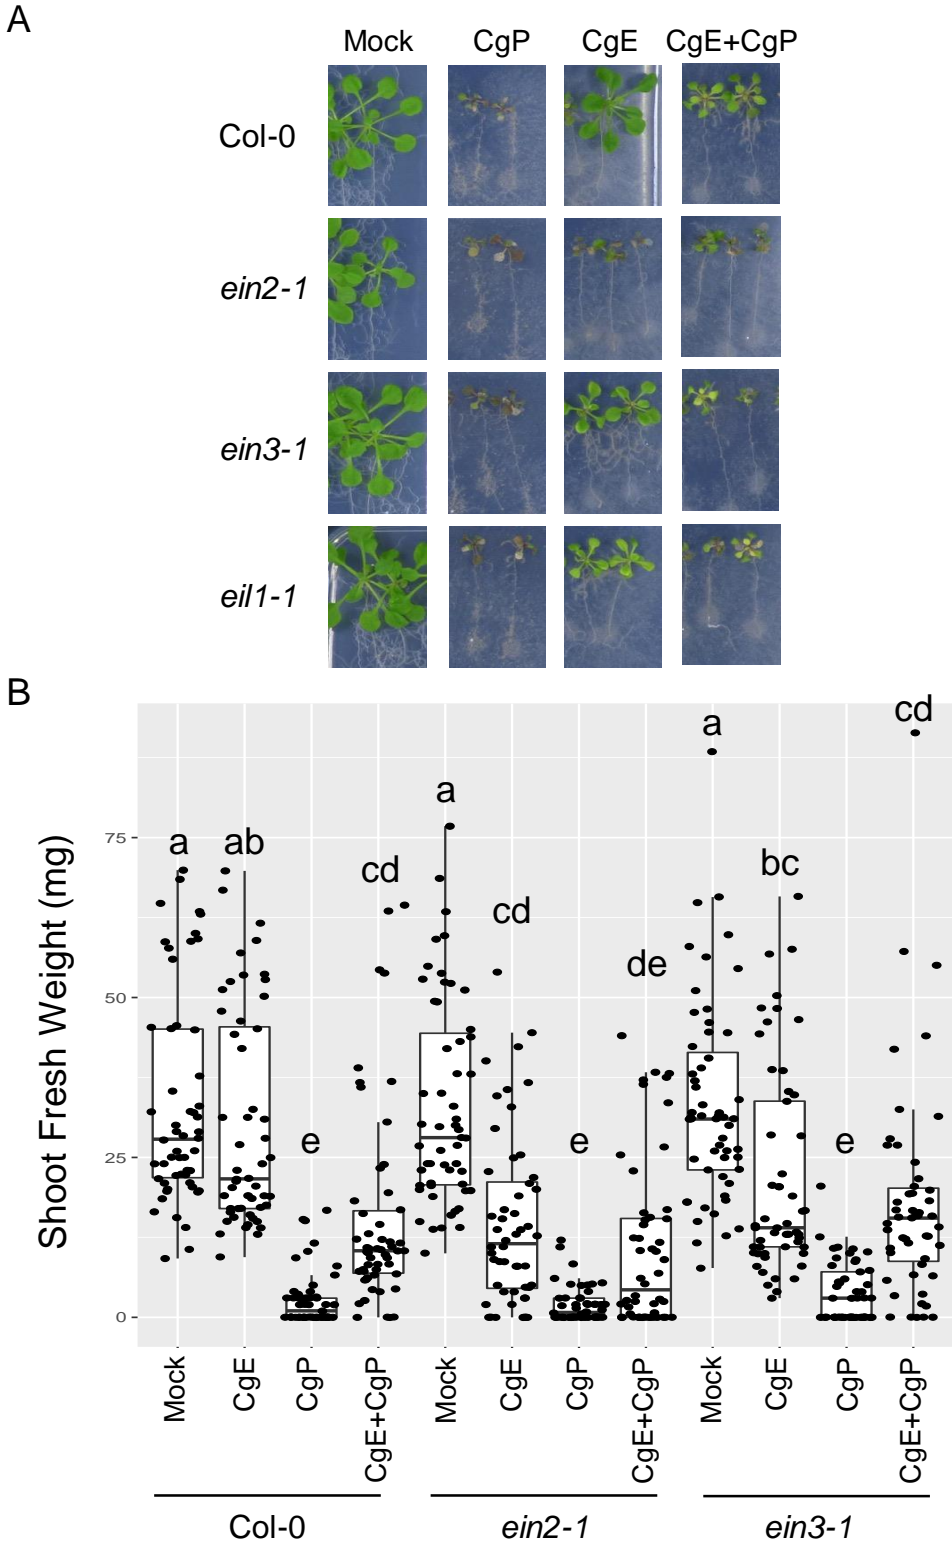 A
Mock CgP CgE CgE+CgP
Col-0
ein2-1
ein3-1
eil1-1
B
Shoot Fresh Weight (mg)
75
50
25
0
a ab e cd a cd e de a bc e cd
Mock CgE CgP CgE+CgP Mock CgE CgP CgE+CgP Mock CgE CgP CgE+CgP
Col-0 ein2-1 ein3-1